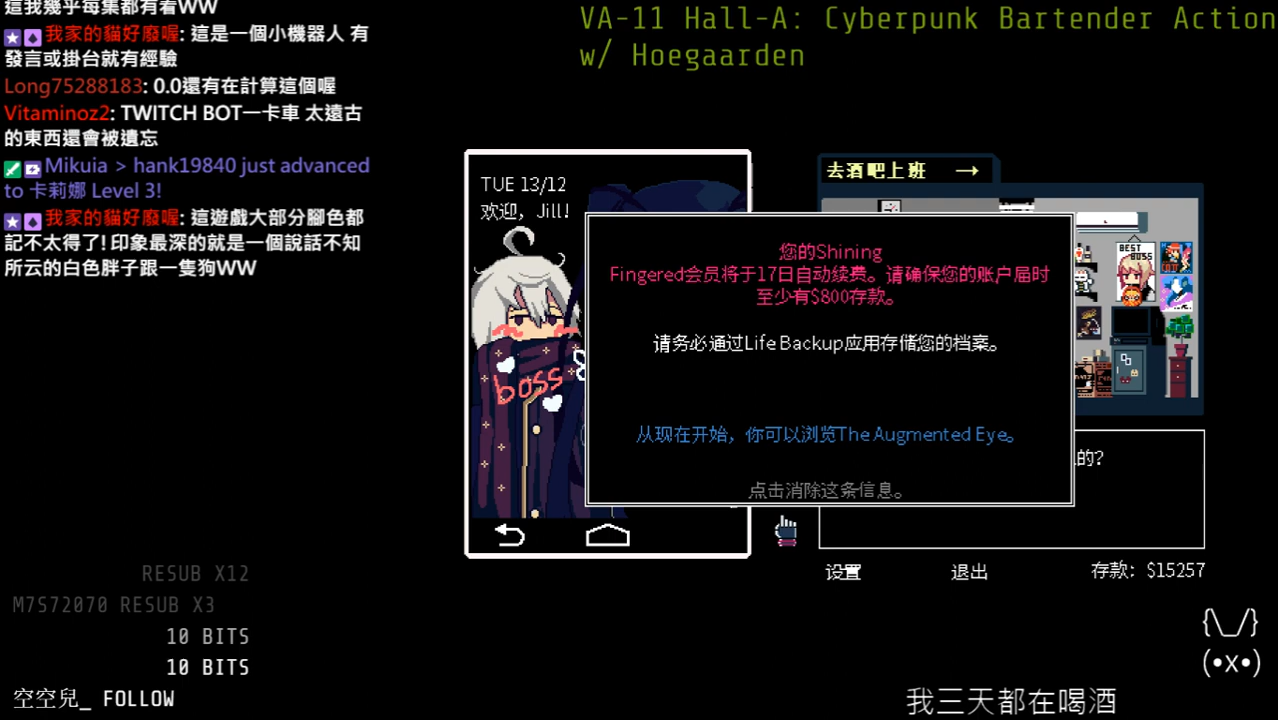 這我幾乎每集都有看WW
我家的貓好廢喔: 這是一個小機器人 有
發言或掛台就有經驗
Long75288183: 0.0還有在計算這個喔
Vitaminoz2: TWITCH BOT一卡車 太遠古
的東西還會被遺忘
Mikuia > hank19840 just advanced
to 卡莉娜 Level 3!
我家的貓好廢喔: 這遊戲大部分腳色都
記不太得了! 印象最深的就是一個說話不知
所云的白色胖子跟一隻狗WW
VA-11 Hall-A: Cyberpunk Bartender Action
w/ Hoegaarden
TUE 13/12
欢迎, Jill!
boss
去酒吧上班 →
BEST
BOSS
您的Shining
Fingered会员将于17日自动续费。请确保您的账户届时
至少有$800存款。
请务必通过Life Backup应用存储您的档案。
从现在开始，你可以浏览The Augmented Eye。
点击消除这条信息。
的?
设置
退出
存款: $15257
RESUB X12
M7S72070 RESUB X3
10 BITS
10 BITS
空空兒_ FOLLOW
{\_/}
(•x•)
我三天都在喝酒